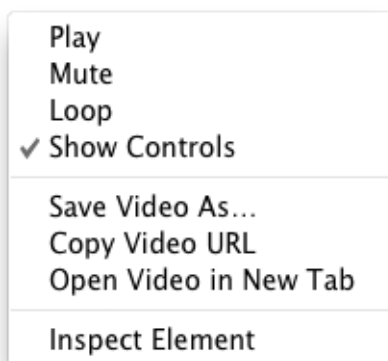 Play
Mute
Loop
✓ Show Controls
Save Video As...
Copy Video URL
Open Video in New Tab
Inspect Element